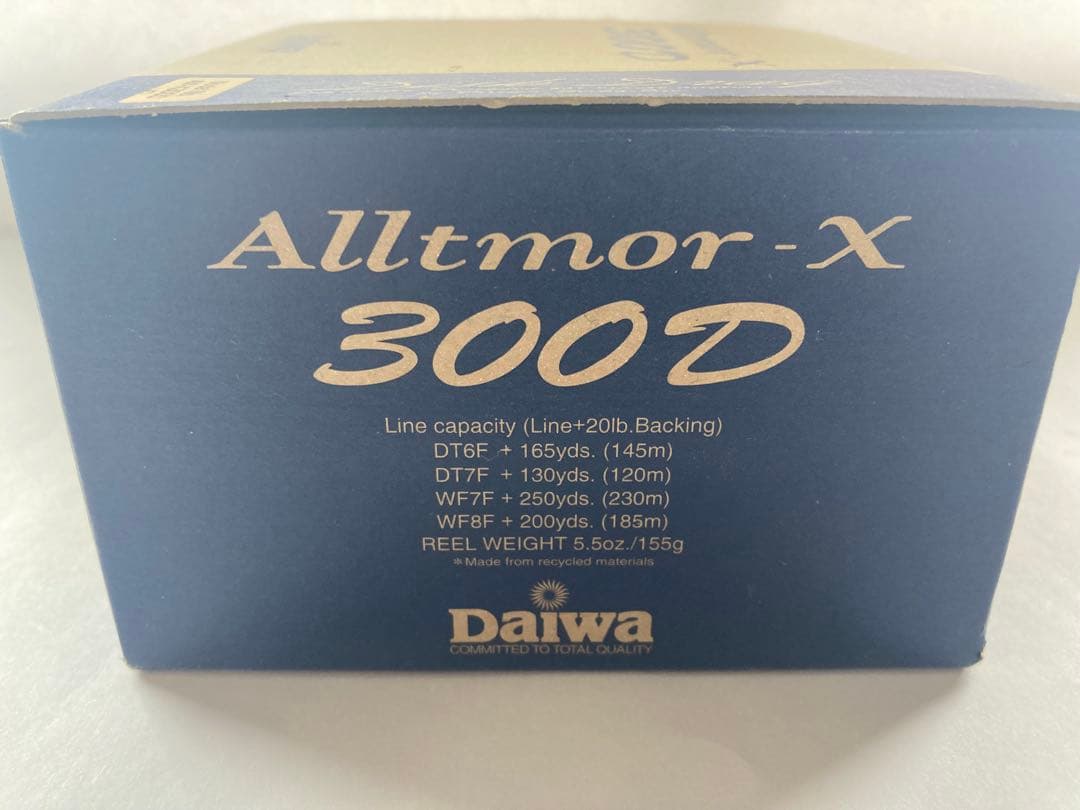 Alltmor-X
300D
Line capacity (Line+20lb.Backing)
DT6F + 165yds. (145m)
DT7F + 130yds. (120m)
WF7F + 250yds. (230m)
WF8F + 200yds. (185m)
REEL WEIGHT 5.5oz./155g
*Made from recycled materials
Daiwa
COMMITTED TO TOTAL QUALITY